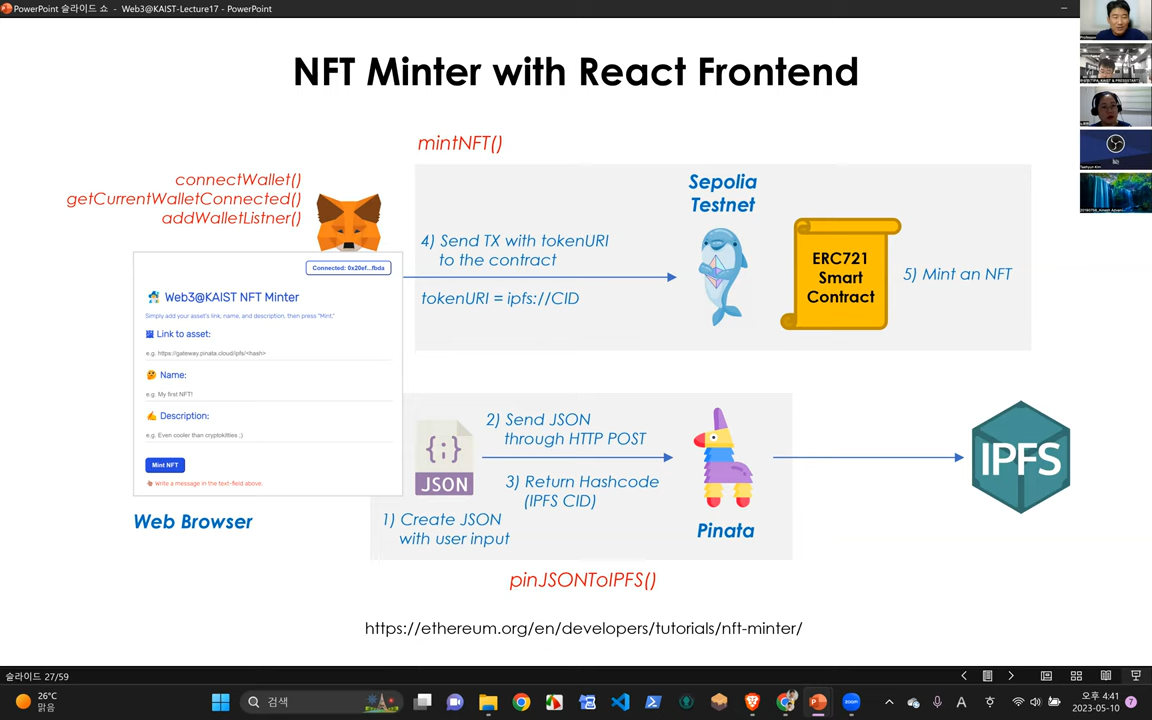 PowerPoint 슬라이드 쇼 - Web3@KAIST-Lecture17 - PowerPoint
NFT Minter with React Frontend
mintNFT()
connectWallet()
getCurrentWalletConnected()
addWalletListner()
Sepolia
Testnet
4) Send TX with tokenURI
to the contract
tokenURI = ipfs://CID
ERC721
Smart
Contract
5) Mint an NFT
Connected: 0x20ef...fbda
Web3@KAIST NFT Minter
Simply add your asset's link, name, and description, then press "Mint."
Link to asset:
e.g. https://gateway.pinata.cloud/ipfs/<hash>
Name:
e.g. My first NFT!
Description:
e.g. Even cooler than cryptokitties ;)
Mint NFT
Write a message in the text-field above.
Web Browser
JSON
2) Send JSON
through HTTP POST
3) Return Hashcode
(IPFS CID)
1) Create JSON
with user input
Pinata
IPFS
pinJSONToIPFS()
https://ethereum.org/en/developers/tutorials/nft-minter/
Professor
슬라이드 27/59
26°C
맑음
검색
zoom
A
오후 4:41
2023-05-10
7